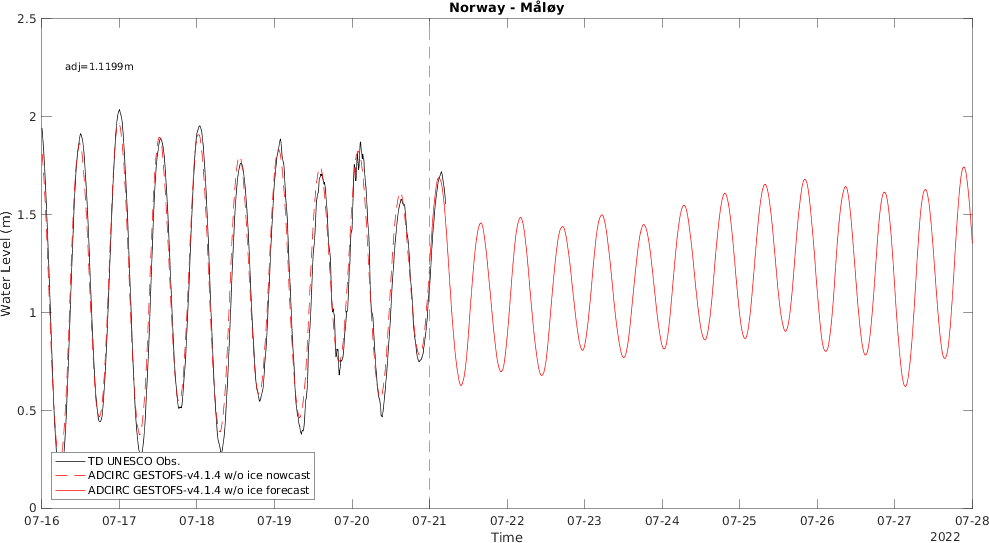 Norway - Måløy
2.5
adj=1.1199m
2
1.5
Water Level (m)
1
0.5
TD UNESCO Obs.
ADCIRC GESTOFS-v4.1.4 w/o ice nowcast
ADCIRC GESTOFS-v4.1.4 w/o ice forecast
0
07-16 07-17 07-18 07-19 07-20 07-21 07-22 07-23 07-24 07-25 07-26 07-27 07-28
Time
2022